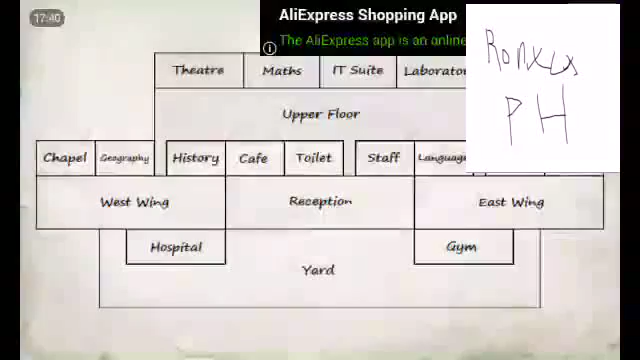 17:40
AliExpress Shopping App
The AliExpress app is an online
Theatre Maths IT Suite Laborator
Upper Floor
Chapel Geography History Cafe Toilet Staff Language
West Wing Reception East Wing
Hospital Gym
Yard
PH